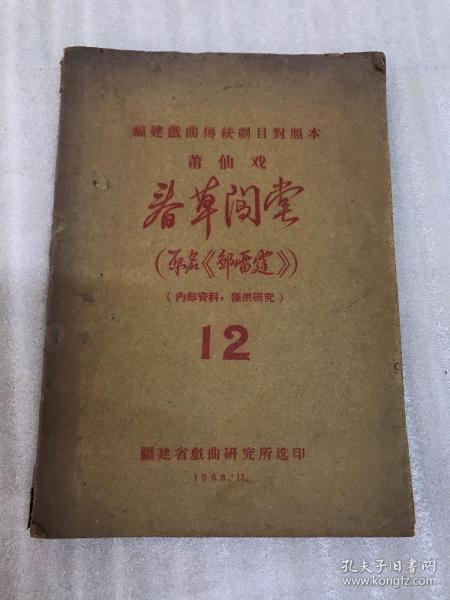 福建戲曲傳統劇目對照本
莆仙戏
春草闯堂
(原名《邹雷霆》)
(内部資料，僅供研究)
12
福建省戲曲研究所选印
1963.11.
孔夫子旧书网
www.kongfz.com